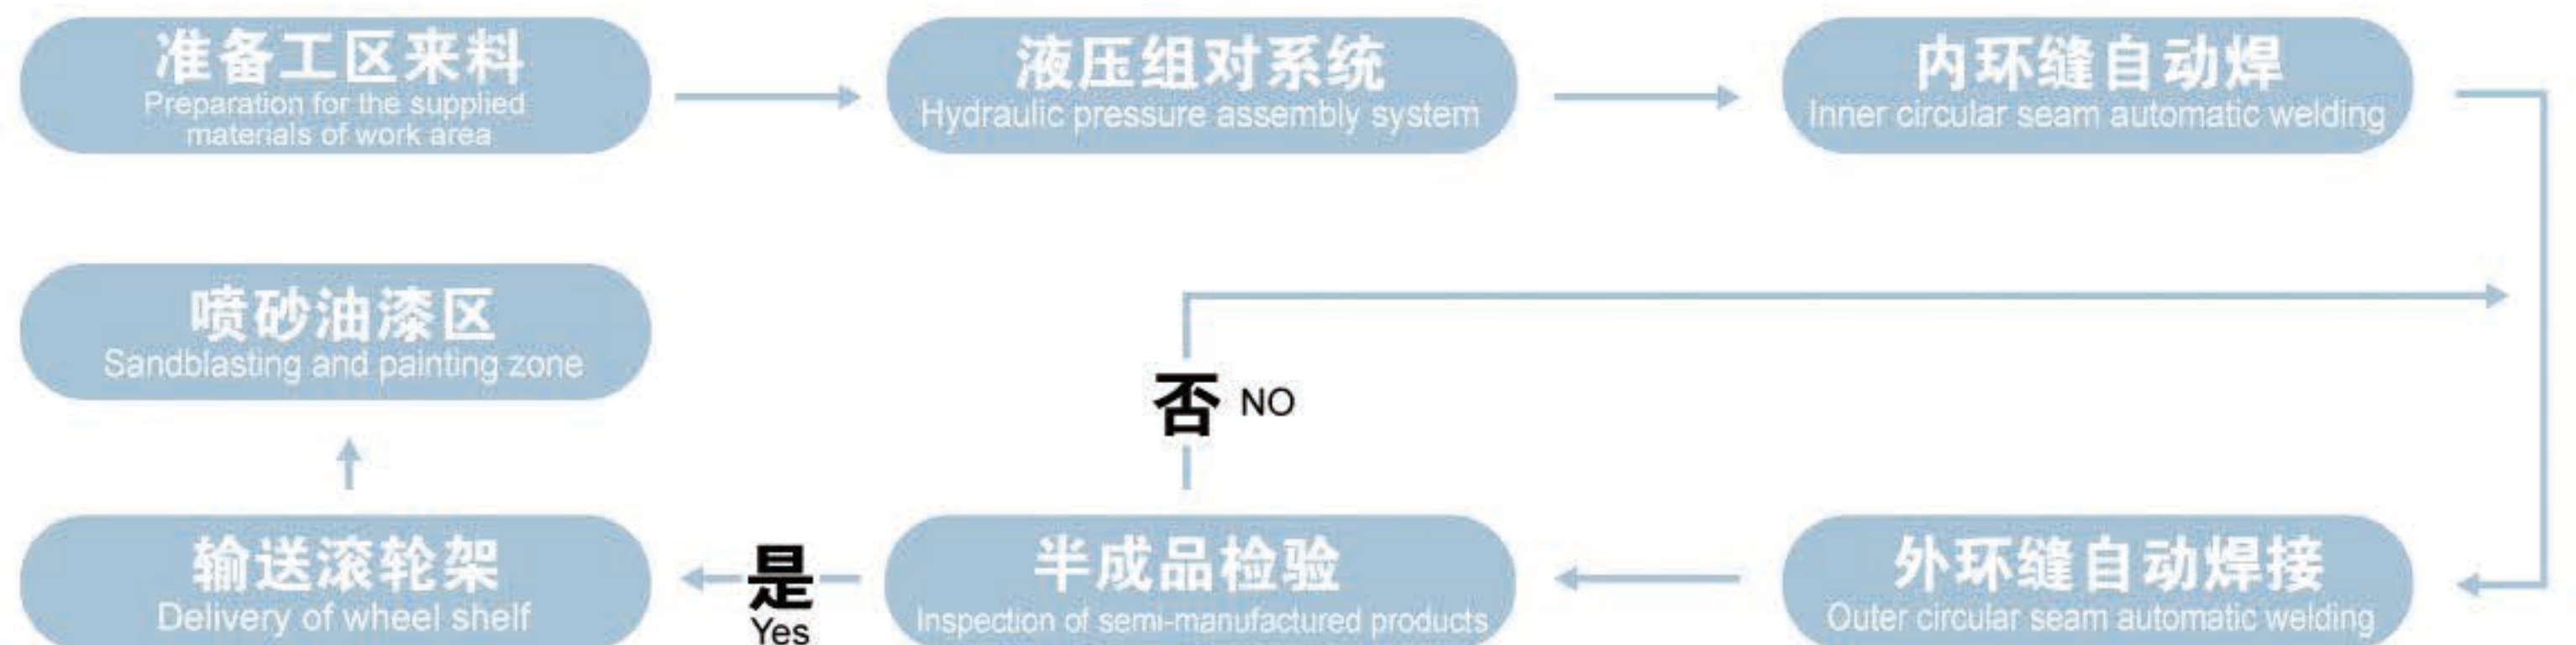 准备工区来料
Preparation for the supplied
materials of work area
液压组对系统
Hydraulic pressure assembly system
内环缝自动焊
Inner circular seam automatic welding
喷砂油漆区
Sandblasting and painting zone
否 NO
输送滚轮架
Delivery of wheel shelf
是
Yes
半成品检验
Inspection of semi-manufactured products
外环缝自动焊接
Outer circular seam automatic welding